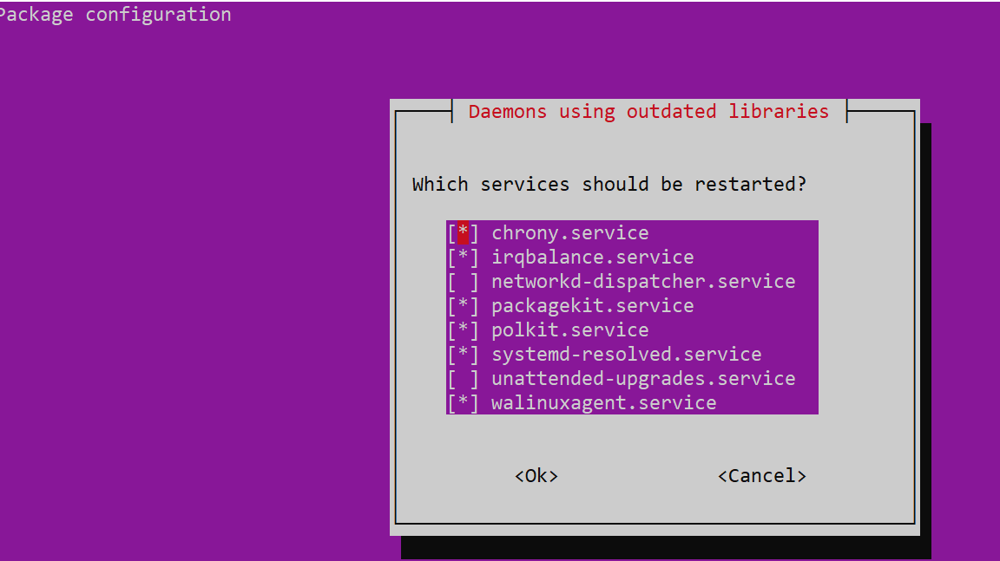 Package configuration
Daemons using outdated libraries
Which services should be restarted?
[*] chrony.service
[*] irqbalance.service
[ ] networkd-dispatcher.service
[*] packagekit.service
[*] polkit.service
[*] systemd-resolved.service
[ ] unattended-upgrades.service
[*] walinuxagent.service
<Ok> <Cancel>